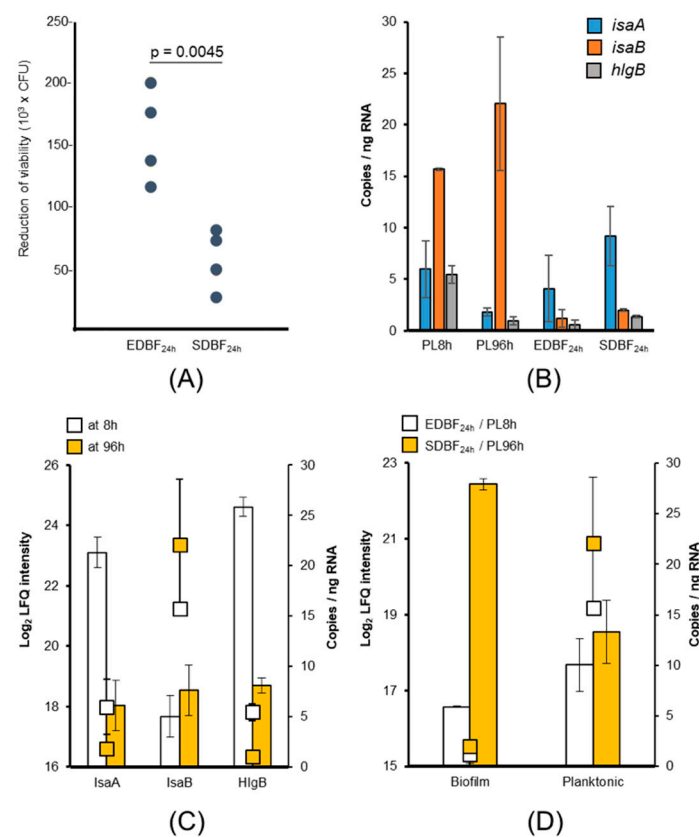 Reduction of viability (10³ x CFU)
250-
200-
150-
100-
50-
p = 0.0045
EDBF24h SDBF24h
(A)
Copies / ng RNA
30
25
20
15
10
5
0
isaA
isaB
hlgB
PL8h PL96h EDBF24h SDBF24h
(B)
at 8h
at 96h
Log2 LFQ intensity
26
24
22
20
18
16
30
25
20
15
10
5
0
Copies / ng RNA
IsaA IsaB HlgB
(C)
EDBF24h / PL8h
SDBF24h / PL96h
Log2 LFQ intensity
23
21
19
17
15
30
25
20
15
10
5
0
Copies / ng RNA
Biofilm Planktonic
(D)